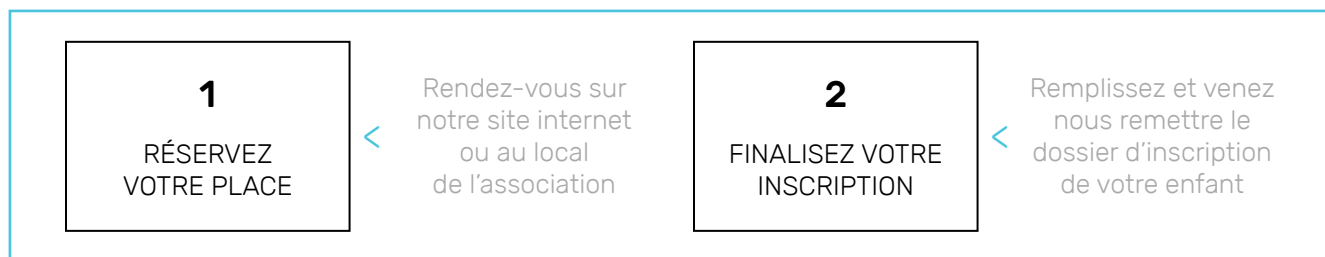 1
RÉSERVEZ
VOTRE PLACE
<
Rendez-vous sur
notre site internet
ou au local
de l’association
2
FINALISEZ VOTRE
INSCRIPTION
<
Remplissez et venez
nous remettre le
dossier d’inscription
de votre enfant